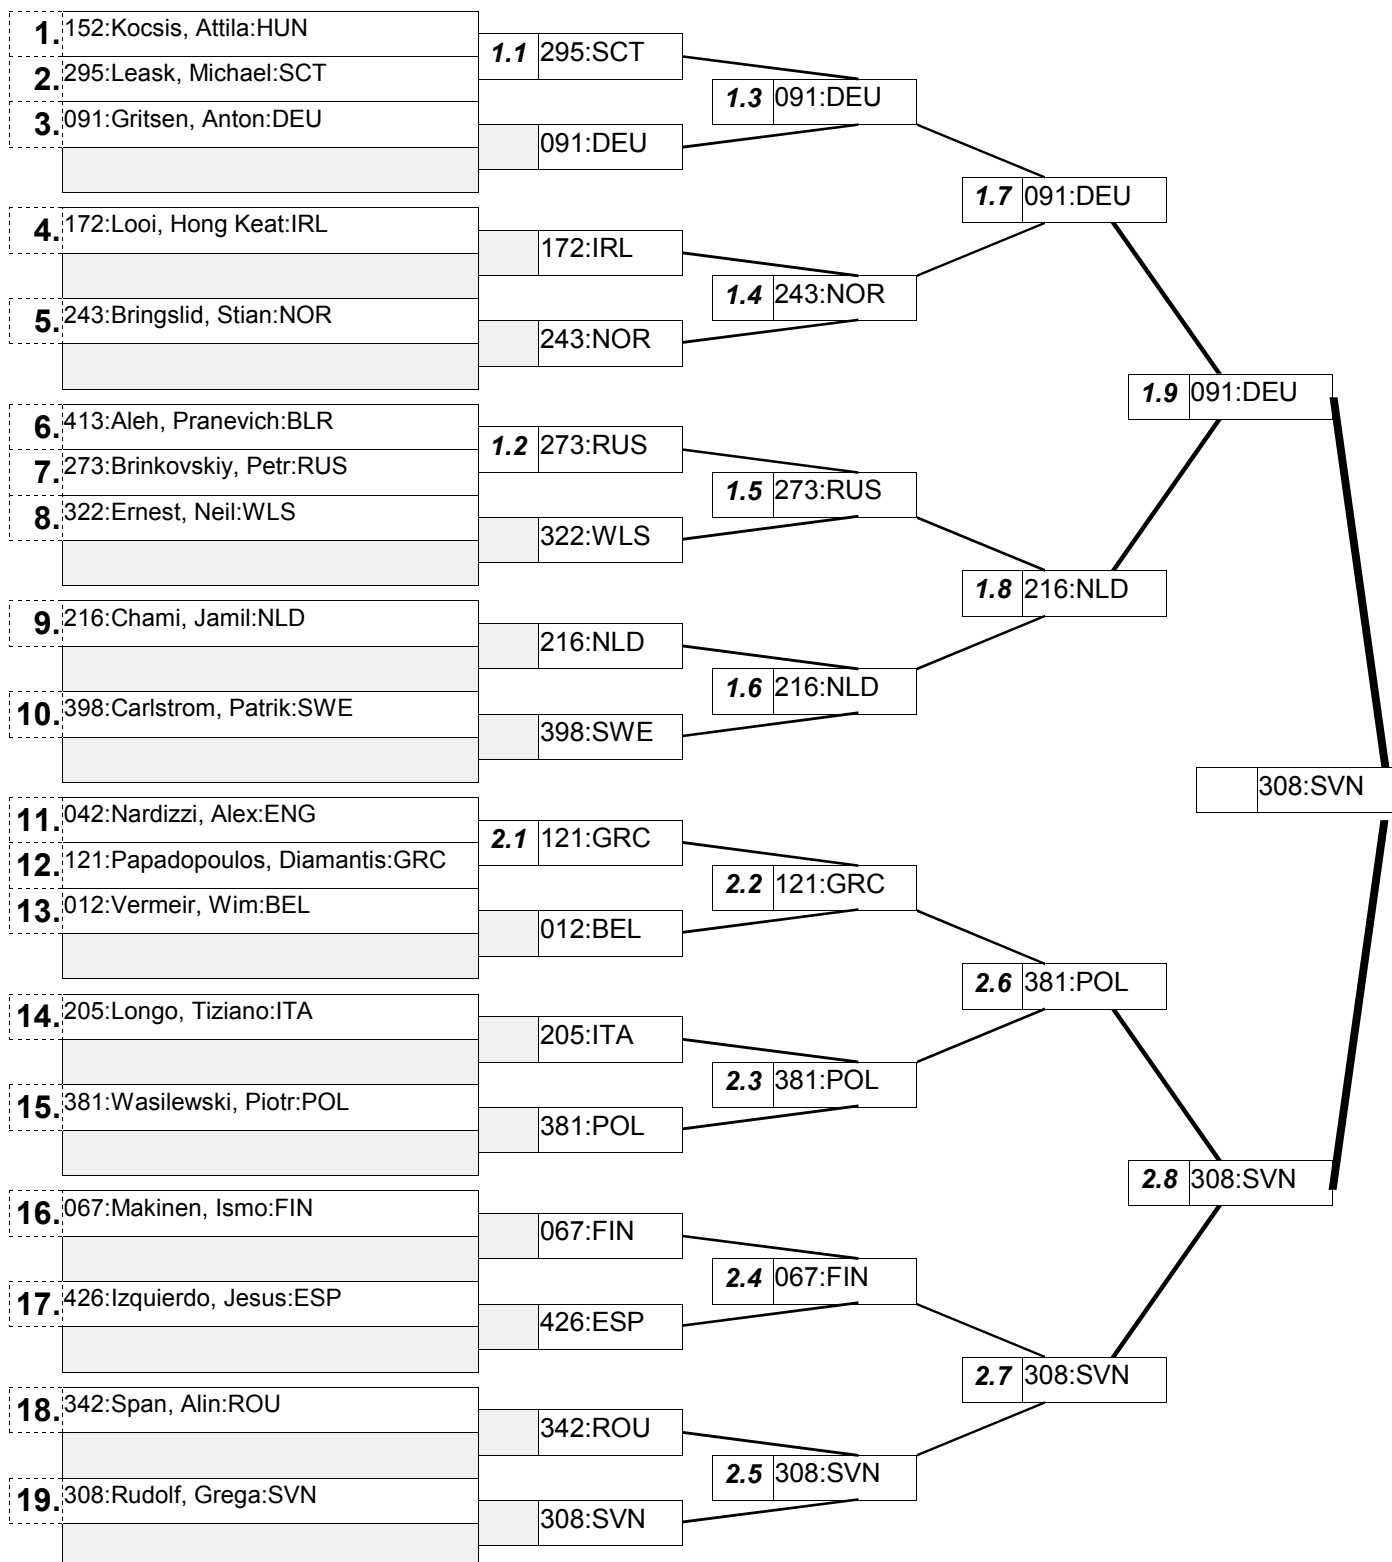 1. 152:Kocsis, Attila:HUN
1.1 295:SCT
2. 295:Leask, Michael:SCT
1.3 091:DEU
3. 091:Gritsen, Anton:DEU
091:DEU
1.7 091:DEU
4. 172:Looi, Hong Keat:IRL
172:IRL
1.4 243:NOR
5. 243:Bringslid, Stian:NOR
243:NOR
1.9 091:DEU
6. 413:Aleh, Pranevich:BLR
1.2 273:RUS
7. 273:Brinkovskiy, Petr:RUS
1.5 273:RUS
8. 322:Ernest, Neil:WLS
322:WLS
1.8 216:NLD
9. 216:Chami, Jamil:NLD
216:NLD
1.6 216:NLD
10. 398:Carlstrom, Patrik:SWE
398:SWE
308:SVN
11. 042:Nardizzi, Alex:ENG
2.1 121:GRC
12. 121:Papadopoulos, Diamantis:GRC
2.2 121:GRC
13. 012:Vermeir, Wim:BEL
012:BEL
2.6 381:POL
14. 205:Longo, Tiziano:ITA
205:ITA
2.3 381:POL
15. 381:Wasilewski, Piotr:POL
381:POL
2.8 308:SVN
16. 067:Makinen, Ismo:FIN
067:FIN
2.4 067:FIN
17. 426:Izquierdo, Jesus:ESP
426:ESP
2.7 308:SVN
18. 342:Span, Alin:ROU
342:ROU
2.5 308:SVN
19. 308:Rudolf, Grega:SVN
308:SVN